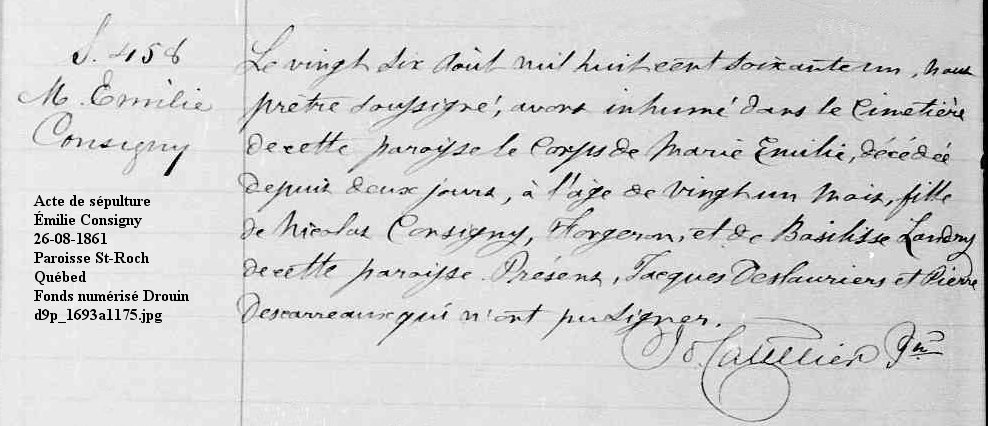 S. 458
M. Emilie
Consigny
Acte de sépulture
Émilie Consigny
26-08-1861
Paroisse St-Roch
Québed
Fonds numérisé Drouin
d9p_1693a1175.jpg
Le vingt six Août mil huit cent soixante un, nous
prêtre soussigné, avons inhumé dans le Cimetière
de cette paroisse le Corps de Marie Emilie, décédée
depuis deux jours, à l'âge de vingt un mois, fille
de Nicolas Consigny, Forgeron, et de Basilisse Landry
de cette paroisse. Présens, Jacques Deslauriers et Pierre
Descarreaux qui n'ont pu signer.
Ptre